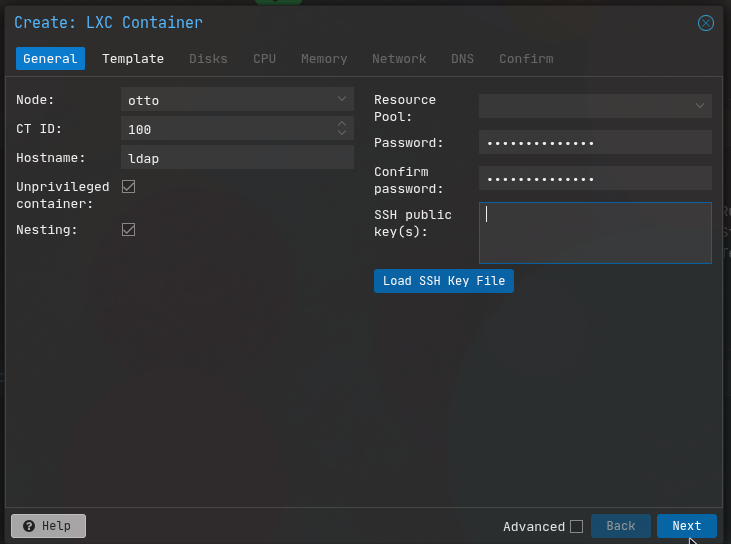 Create: LXC Container
General Template Disks CPU Memory Network DNS Confirm
Node: otto
CT ID: 100
Hostname: ldap
Unprivileged
container:
Nesting:
Resource
Pool:
Password: ••••••••••••••
Confirm
password: ••••••••••••••
SSH public
key(s):
Load SSH Key File
Help
Advanced Back Next